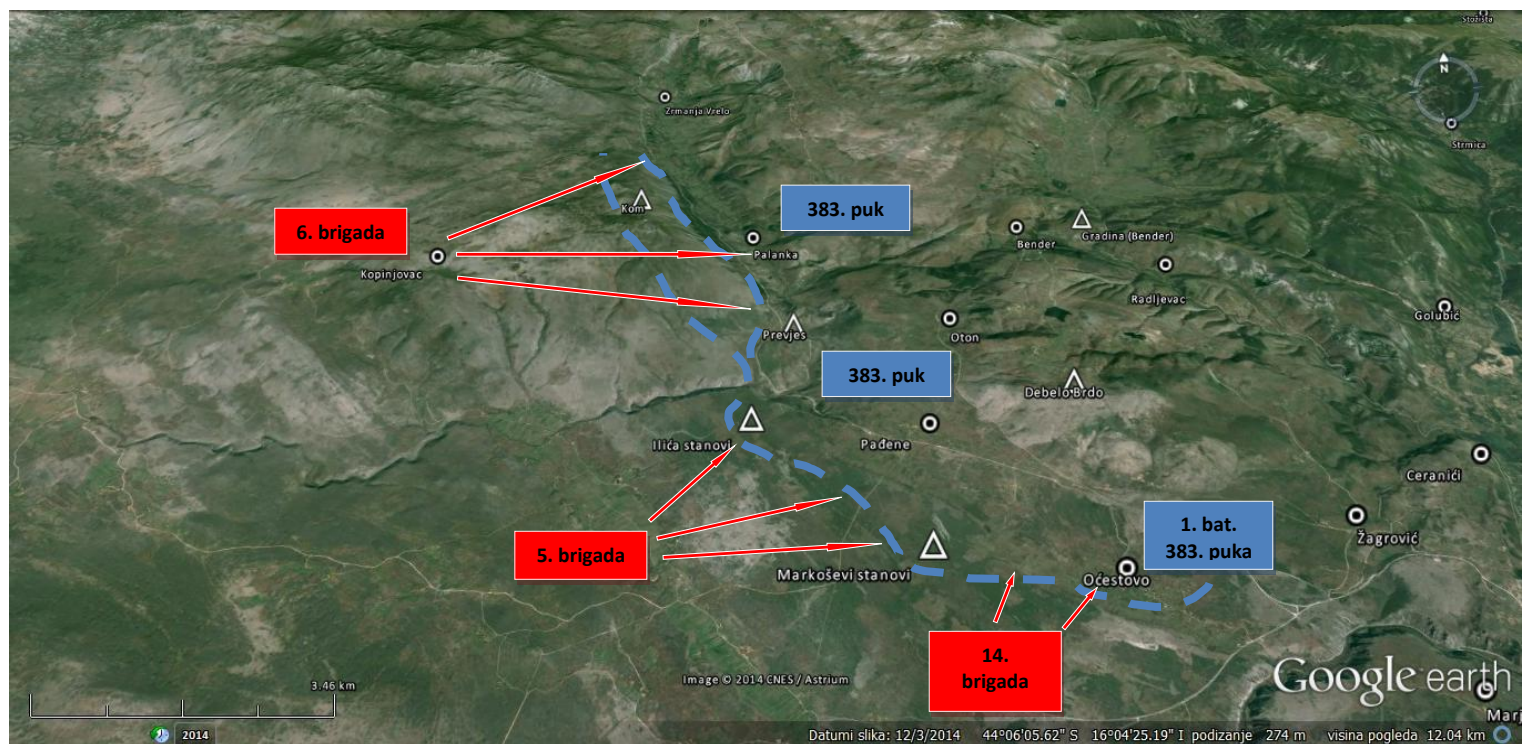 Stožišta
N
Zrmanja Vrelo
Strmica
383. puk
Kom
6. brigada
Palanka
Bender
Gradina (Bender)
Kopinjovac
Radljevac
Golubić
Prevjes
Oton
383. puk
Debelo Brdo
Ilića stanovi
Pađene
Ceranići
1. bat.
383. puka
Žagrović
5. brigada
Markoševi stanovi
Oćestovo
14.
brigada
3.46 km
Image © 2014 CNES / Astrium
Google earth
Marj
2014
Datumi slika: 12/3/2014 44°06'05.62" S 16°04'25.19" I podizanje 274 m visina pogleda 12.04 km